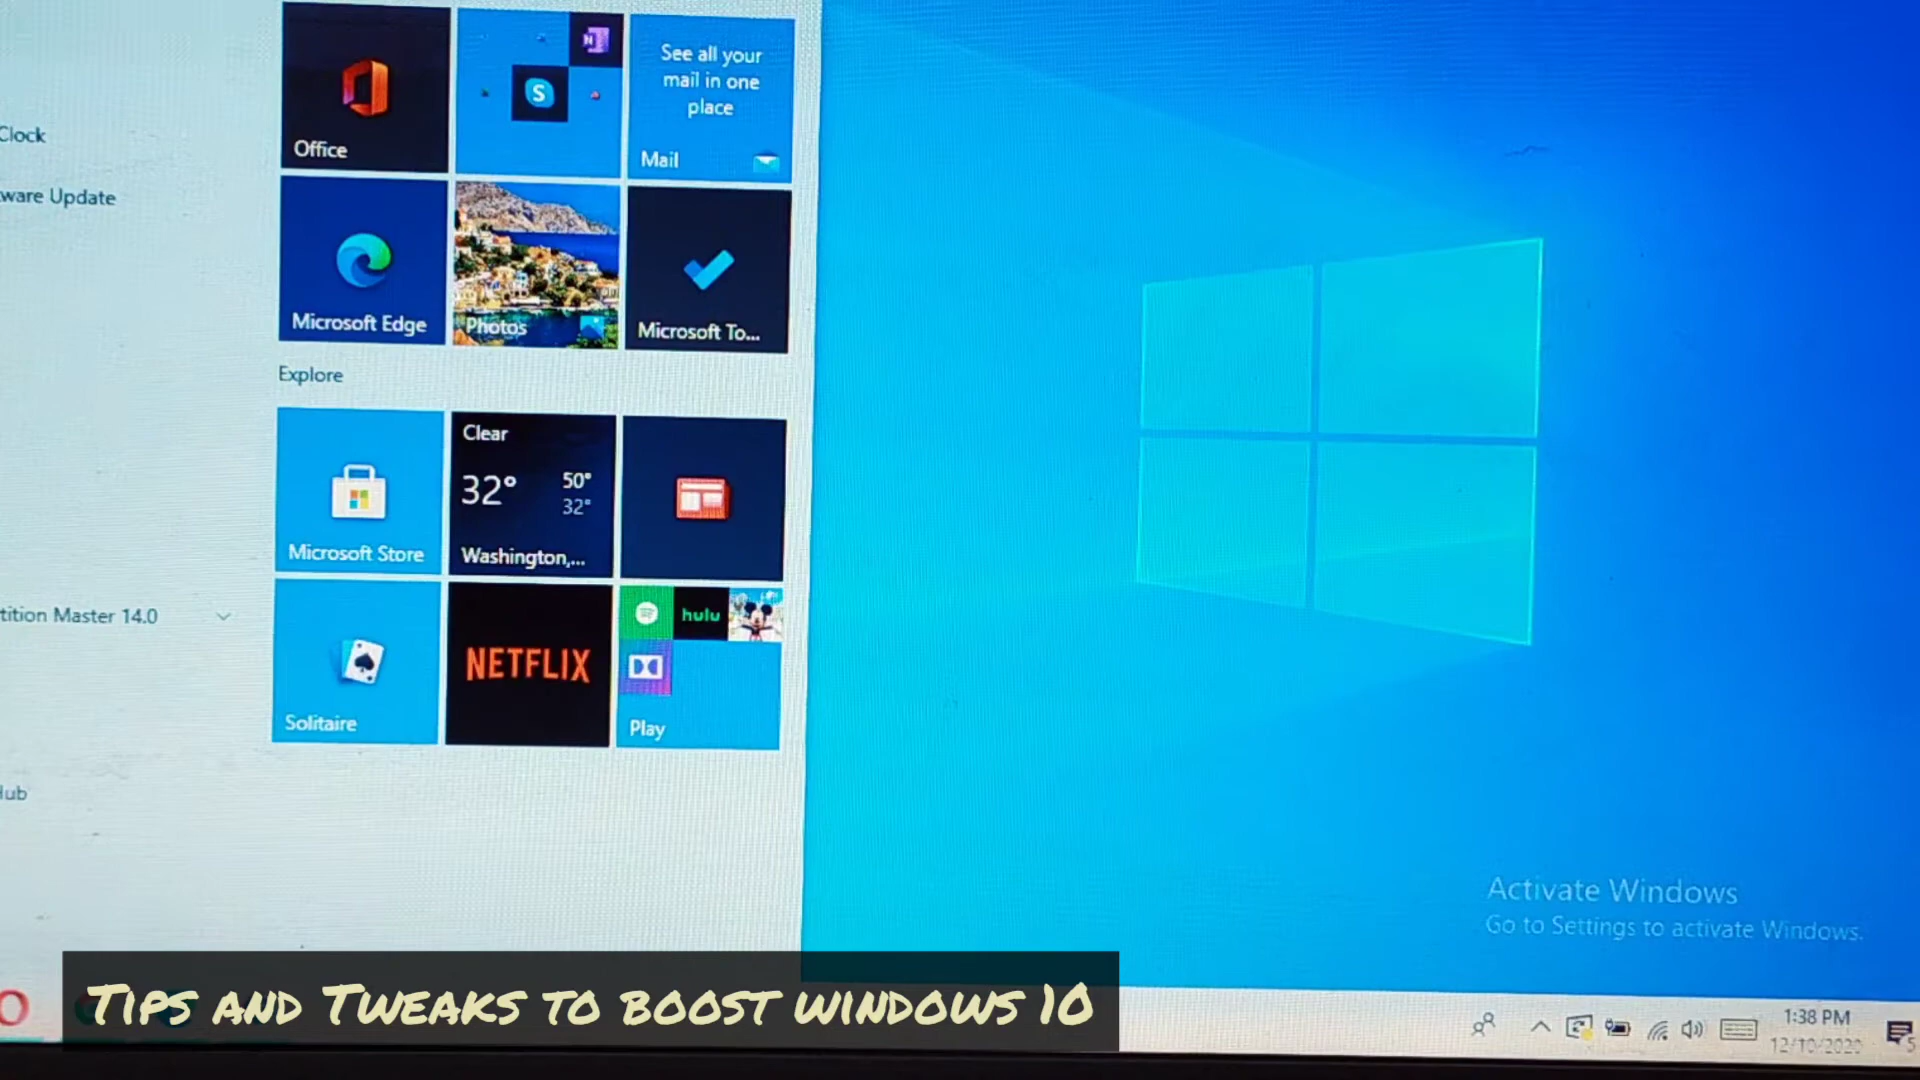 Clock
ware Update
tition Master 14.0
Hub
Office
N
S
See all your
mail in one
place
Mail
Microsoft Edge
Photos
Microsoft To...
Explore
Microsoft Store
Clear
32° 50°
32°
Washington,...
Solitaire
NETFLIX
hulu
Play
Activate Windows
Go to Settings to activate Windows.
Tips and Tweaks to boost windows 10
1:38 PM
12/10/2020
5